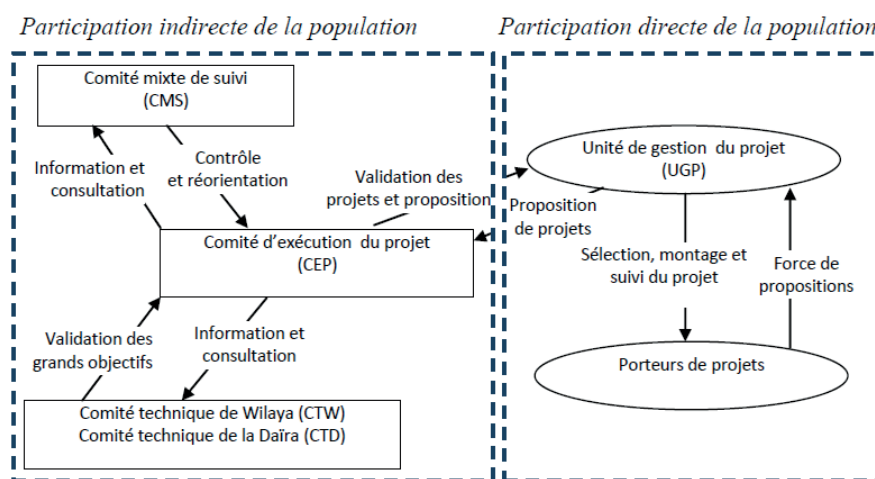 Participation indirecte de la population
Participation directe de la population
Comité mixte de suivi
(CMS)
Information et
consultation
Contrôle
et réorientation
Validation des
projets et proposition
Comité d'exécution du projet
(CEP)
Validation des
grands objectifs
Information et
consultation
Comité technique de Wilaya (CTW)
Comité technique de la Daïra (CTD)
Unité de gestion du projet
(UGP)
Proposition
de projets
Sélection, montage et
suivi du projet
Force de
propositions
Porteurs de projets